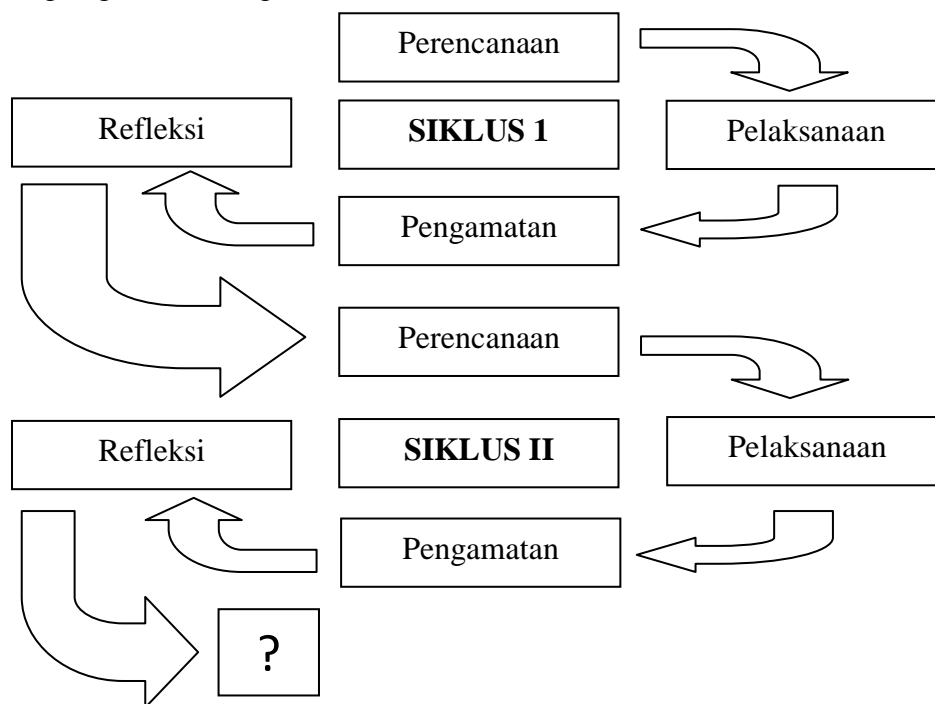 Perencanaan
Refleksi
SIKLUS 1
Pelaksanaan
Pengamatan
Perencanaan
Refleksi
SIKLUS II
Pelaksanaan
Pengamatan
?